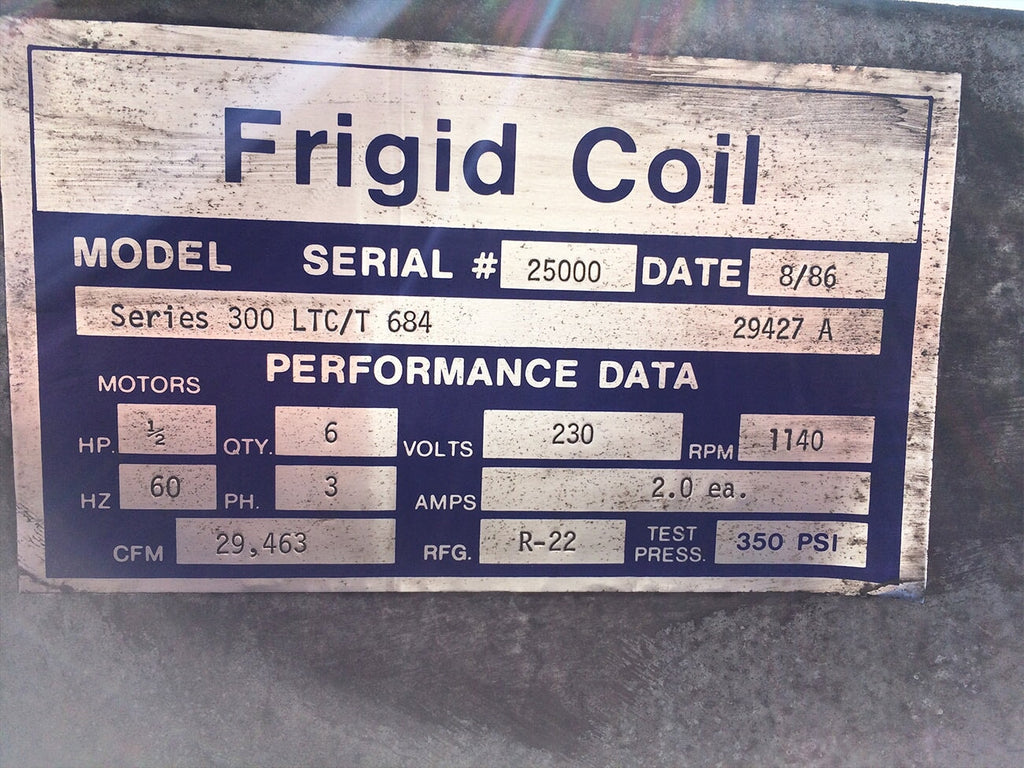 Frigid Coil
MODEL SERIAL # 25000 DATE 8/86
Series 300 LTC/T 684 29427 A
PERFORMANCE DATA
MOTORS
HP. ½ QTY. 6 VOLTS 230 RPM 1140
HZ 60 PH. 3 AMPS 2.0 ea.
CFM 29,463 RFG. R-22 TEST PRESS. 350 PSI